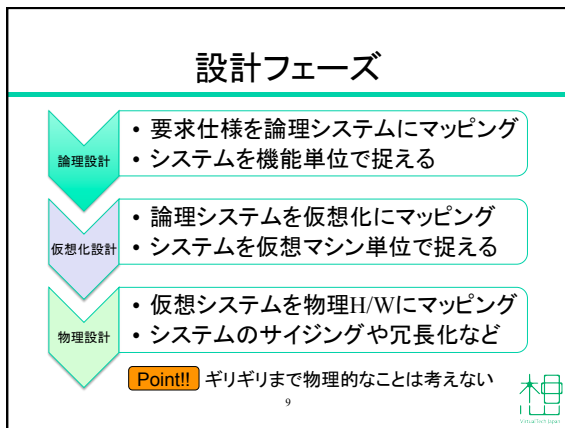 設計フェーズ
論理設計
• 要求仕様を論理システムにマッピング
• システムを機能単位で捉える
仮想化設計
• 論理システムを仮想化にマッピング
• システムを仮想マシン単位で捉える
物理設計
• 仮想システムを物理H/Wにマッピング
• システムのサイジングや冗長化など
Point!! ギリギリまで物理的なことは考えない
9
想
VirtualTech Japan